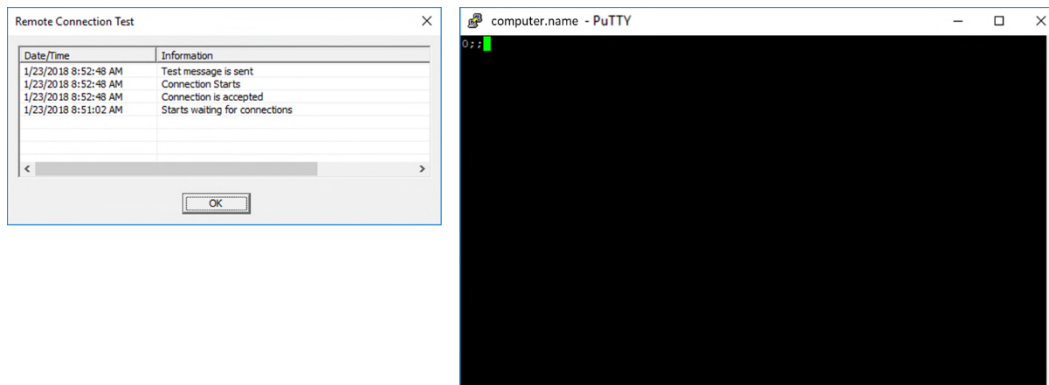 Remote Connection Test
Date/Time Information
1/23/2018 8:52:48 AM Test message is sent
1/23/2018 8:52:48 AM Connection Starts
1/23/2018 8:52:48 AM Connection is accepted
1/23/2018 8:51:02 AM Starts waiting for connections
OK
computer.name - PuTTY
0;;